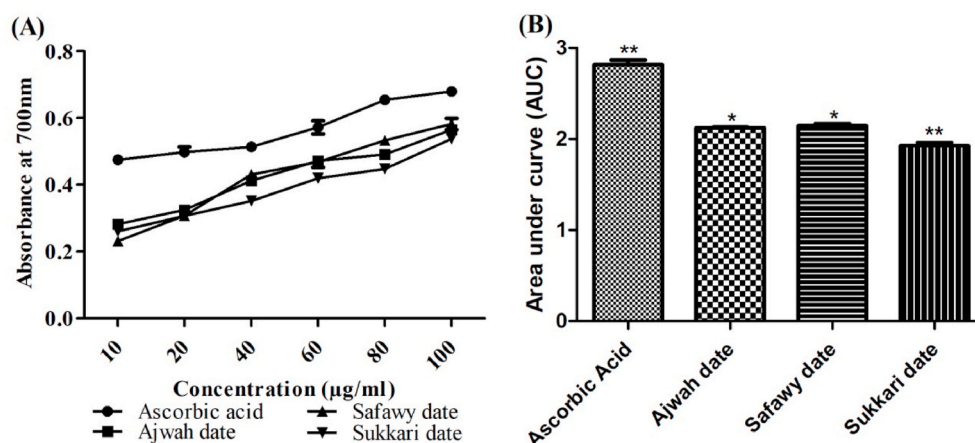 (A)
Absorbance at 700nm
0.8
0.6
0.4
0.2
0.0
10 20 40 60 80 100
Concentration (µg/ml)
Ascorbic acid Safawy date
Ajwah date Sukkari date
(B)
Area under curve (AUC)
3
2
1
0
** * * **
Ascorbic Acid Ajwah date Safawy date Sukkari date